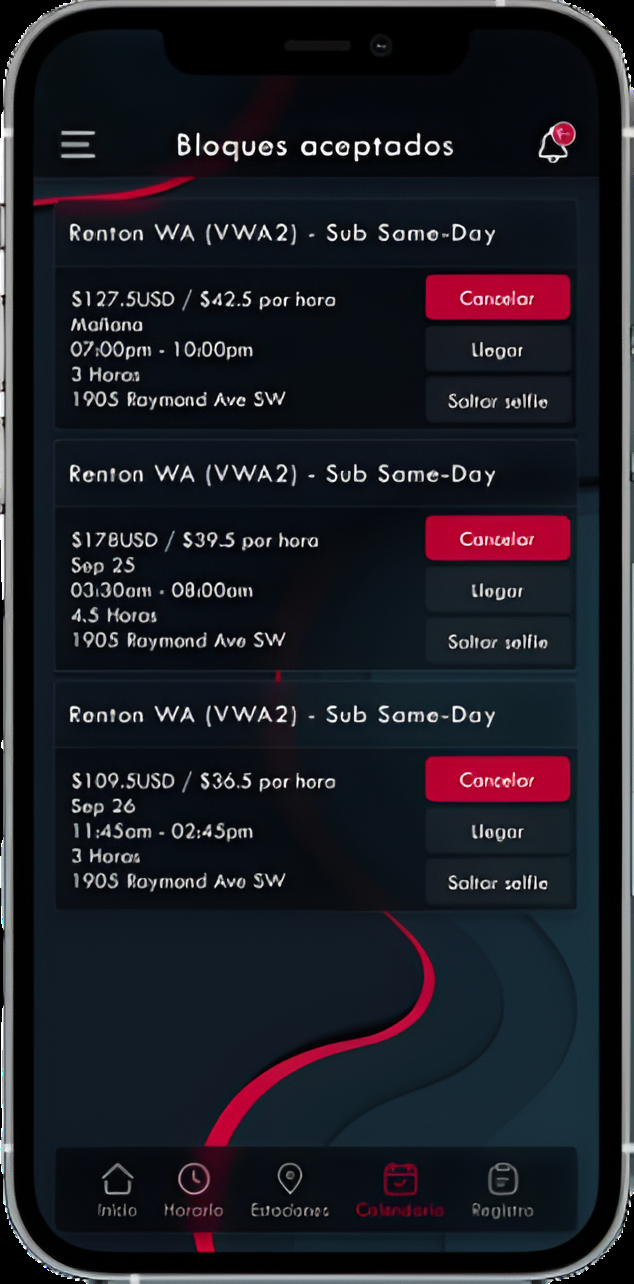 Bloques aceptados
Renton WA (VWA2) - Sub Same-Day
$127.5USD / $42.5 por hora
Cancelar
Mañana
07:00pm - 10:00pm
Llegar
3 Horas
1905 Raymond Ave SW
Saltar selfie
Renton WA (VWA2) - Sub Same-Day
$178USD / $39.5 por hora
Cancelar
Sep 25
03:30am - 08:00am
Llegar
4.5 Horas
1905 Raymond Ave SW
Saltar selfie
Renton WA (VWA2) - Sub Same-Day
$109.5USD / $36.5 por hora
Cancelar
Sep 26
11:45am - 02:45pm
Llegar
3 Horas
1905 Raymond Ave SW
Saltar selfie
Inicio Horario Estaciones Calendario Registro